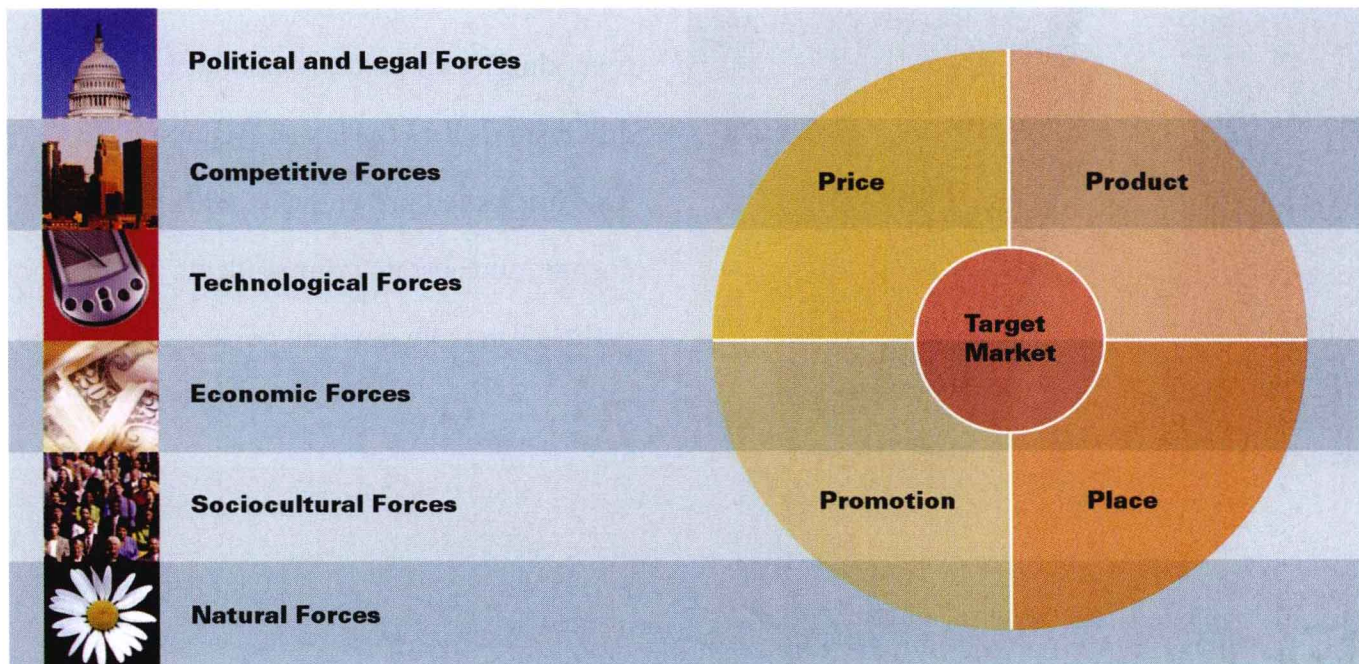 Political and Legal Forces
Competitive Forces
Technological Forces
Economic Forces
Sociocultural Forces
Natural Forces
Price
Product
Target
Market
Promotion
Place